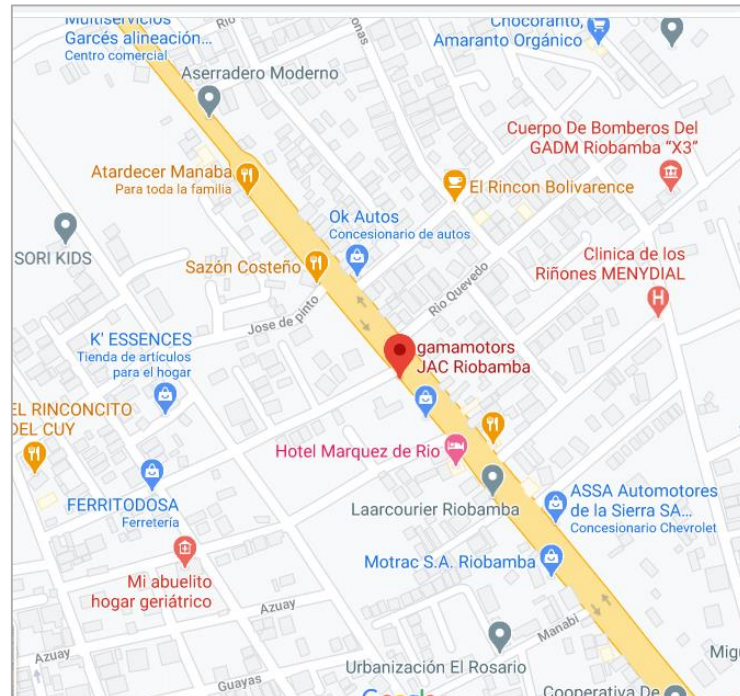 Multiservicios
Garcés alineación...
Centro comercial
Chocoranto,
Amaranto Orgánico
Rio
onas
Aserradero Moderno
Cuerpo De Bomberos Del
GADM Riobamba "X3"
Atardecer Manaba
Para toda la familia
El Rincon Bolivarence
Ok Autos
Concesionario de autos
SORI KIDS
Sazón Costeño
Clinica de los
Riñones MENYDIAL
H
Rio Quevedo
Jose de pinto
K' ESSENCES
Tienda de artículos
para el hogar
gamamotors
JAC Riobamba
EL RINCONCITO
DEL CUY
Hotel Marquez de Rio
FERRITODOSA
Ferretería
Laarcourier Riobamba
ASSA Automotores
de la Sierra SA...
Concesionario Chevrolet
Motrac S.A. Riobamba
Mi abuelito
hogar geriátrico
Azuay
Manabi
Azuay
Urbanización El Rosario
Migu
Guayas
Google
Cooperativa De